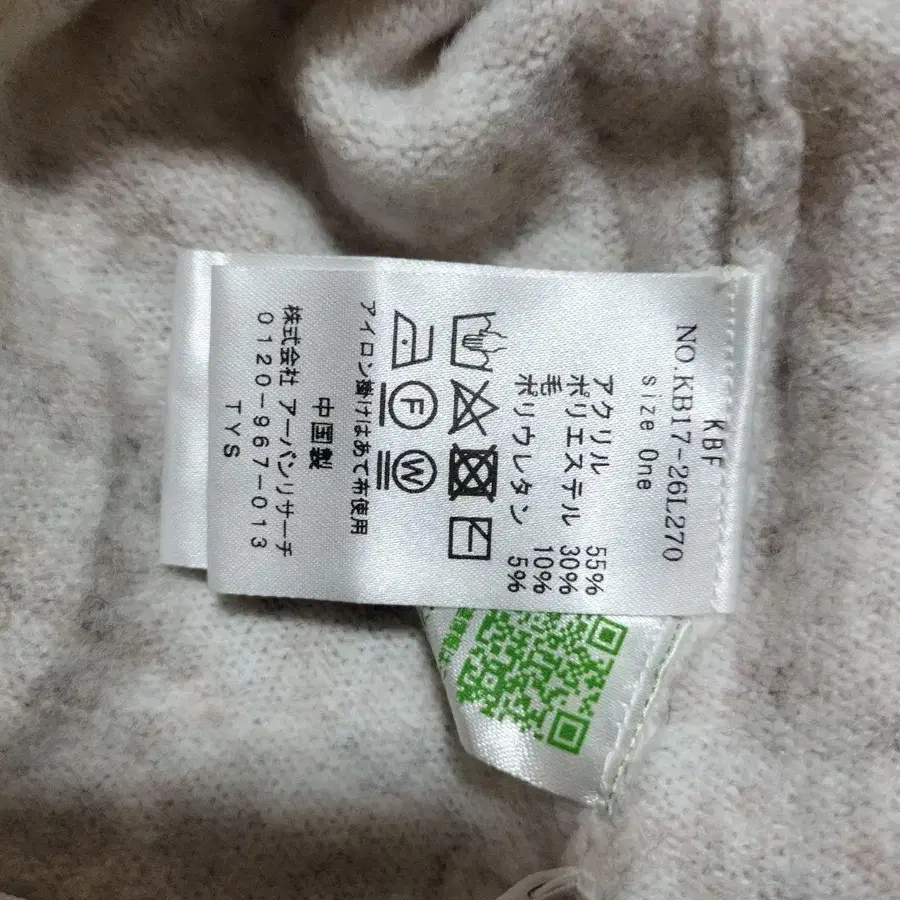 KBF
NO.KB17-26L270
size One
アクリル 55%
ポリエステル 30%
毛 10%
ポリウレタン 5%
F
W
アイロン掛けはあて布使用
中国製
株式会社 アーバンリサーチ
0120-967-013
TYS